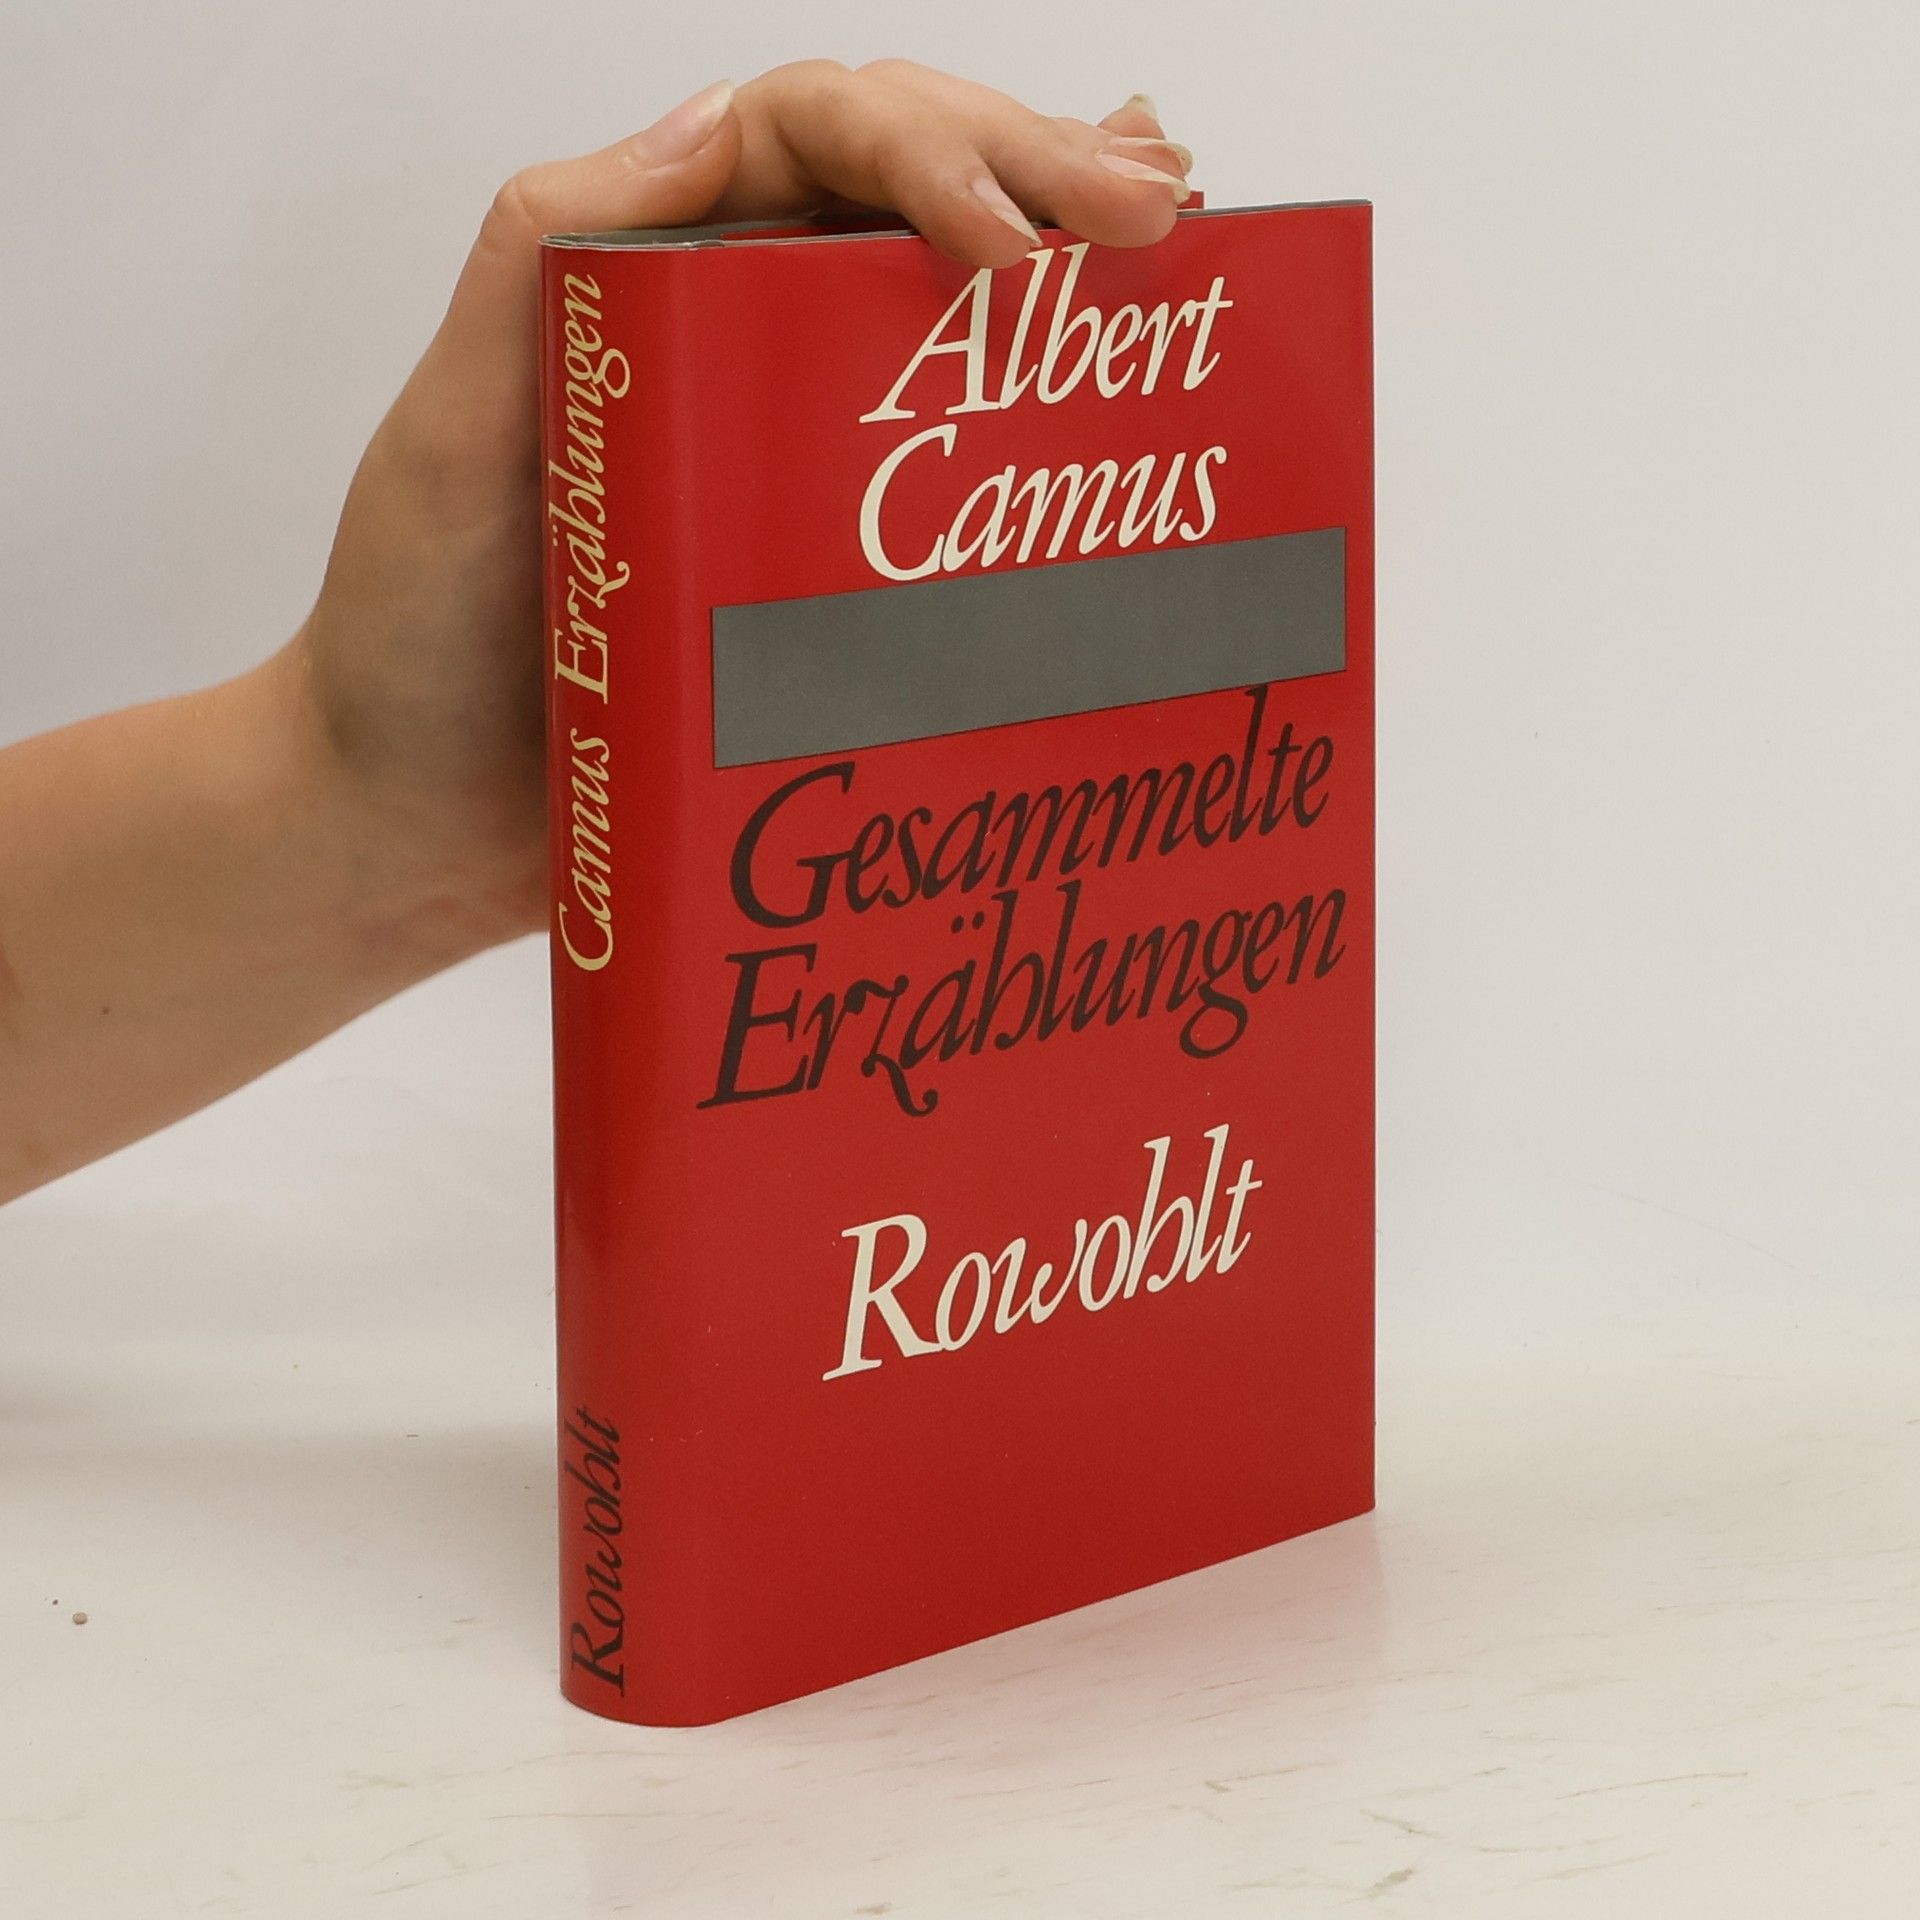 Albert
Camus
Gesammelte
Erzählungen
Rowohlt
Camus Erzählungen
Rowohlt